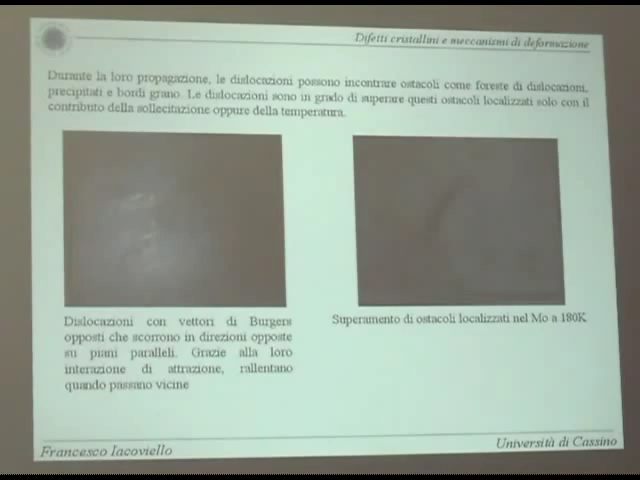 Difetti cristallini e meccanismi di deformazione
Durante la loro propagazione, le dislocazioni possono incontrare ostacoli come foreste di dislocazioni,
precipitati e bordi grano. Le dislocazioni sono in grado di superare questi ostacoli localizzati solo con il
contributo della sollecitazione oppure della temperatura.
Dislocazioni con vettori di Burgers
opposti che scorrono in direzioni opposte
su piani paralleli. Grazie alla loro
interazione di attrazione, rallentano
quando passano vicine
Superamento di ostacoli localizzati nel Mo a 180K
Francesco Iacoviello
Università di Cassino